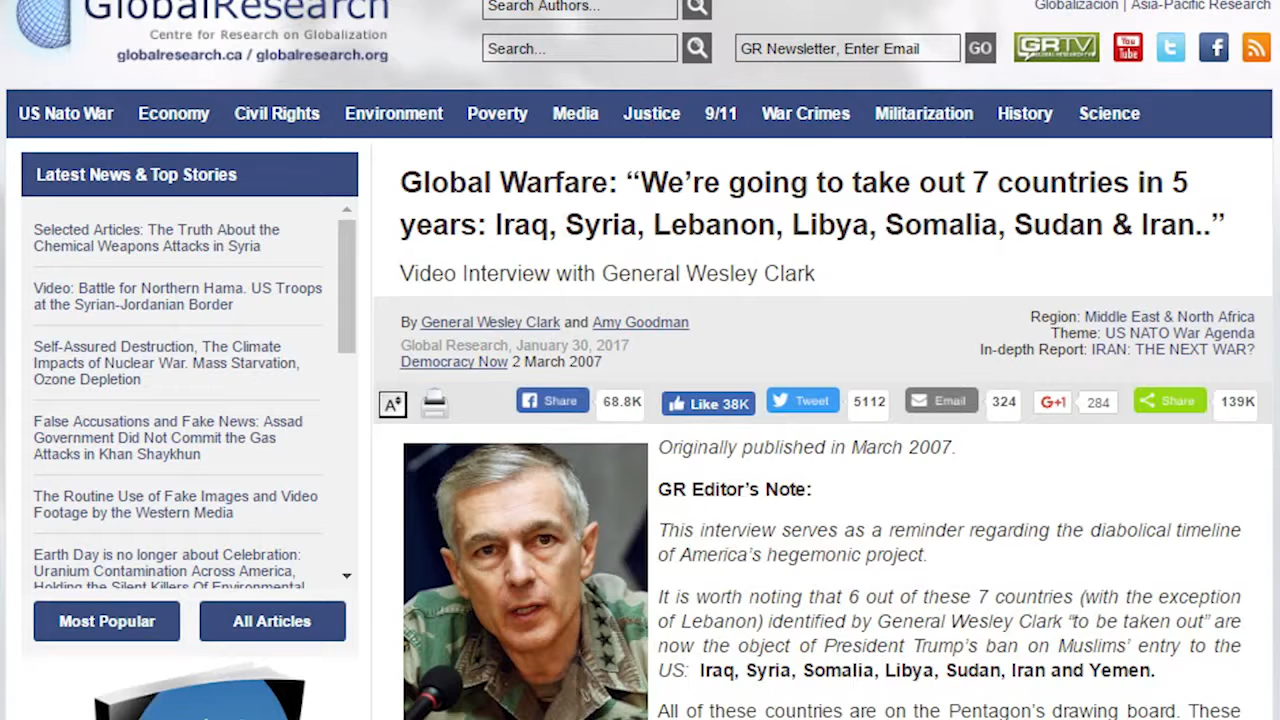 GlobalResearch
Centre for Research on Globalization
globalresearch.ca / globalresearch.org
Search Authors...
Search...
GR Newsletter, Enter Email
GO
GRTV
You
Tube
Globalizacion | Asia-Pacific Research
US Nato War Economy Civil Rights Environment Poverty Media Justice 9/11 War Crimes Militarization History Science
Latest News & Top Stories
Selected Articles: The Truth About the
Chemical Weapons Attacks in Syria
Video: Battle for Northern Hama. US Troops
at the Syrian-Jordanian Border
Self-Assured Destruction, The Climate
Impacts of Nuclear War. Mass Starvation,
Ozone Depletion
False Accusations and Fake News: Assad
Government Did Not Commit the Gas
Attacks in Khan Shaykhun
The Routine Use of Fake Images and Video
Footage by the Western Media
Earth Day is no longer about Celebration:
Uranium Contamination Across America,
Holding the Silent Killers Of Environmental
Most Popular
All Articles
Global Warfare: “We’re going to take out 7 countries in 5
years: Iraq, Syria, Lebanon, Libya, Somalia, Sudan & Iran..”
Video Interview with General Wesley Clark
By General Wesley Clark and Amy Goodman
Global Research, January 30, 2017
Democracy Now 2 March 2007
Region: Middle East & North Africa
Theme: US NATO War Agenda
In-depth Report: IRAN: THE NEXT WAR?
A
Share 68.8K Like 38K Tweet 5112 Email 324 G+1 284 Share 139K
Originally published in March 2007.
GR Editor’s Note:
This interview serves as a reminder regarding the diabolical timeline
of America’s hegemonic project.
It is worth noting that 6 out of these 7 countries (with the exception
of Lebanon) identified by General Wesley Clark “to be taken out” are
now the object of President Trump’s ban on Muslims’ entry to the
US: Iraq, Syria, Somalia, Libya, Sudan, Iran and Yemen.
All of these countries are on the Pentagon’s drawing board. These